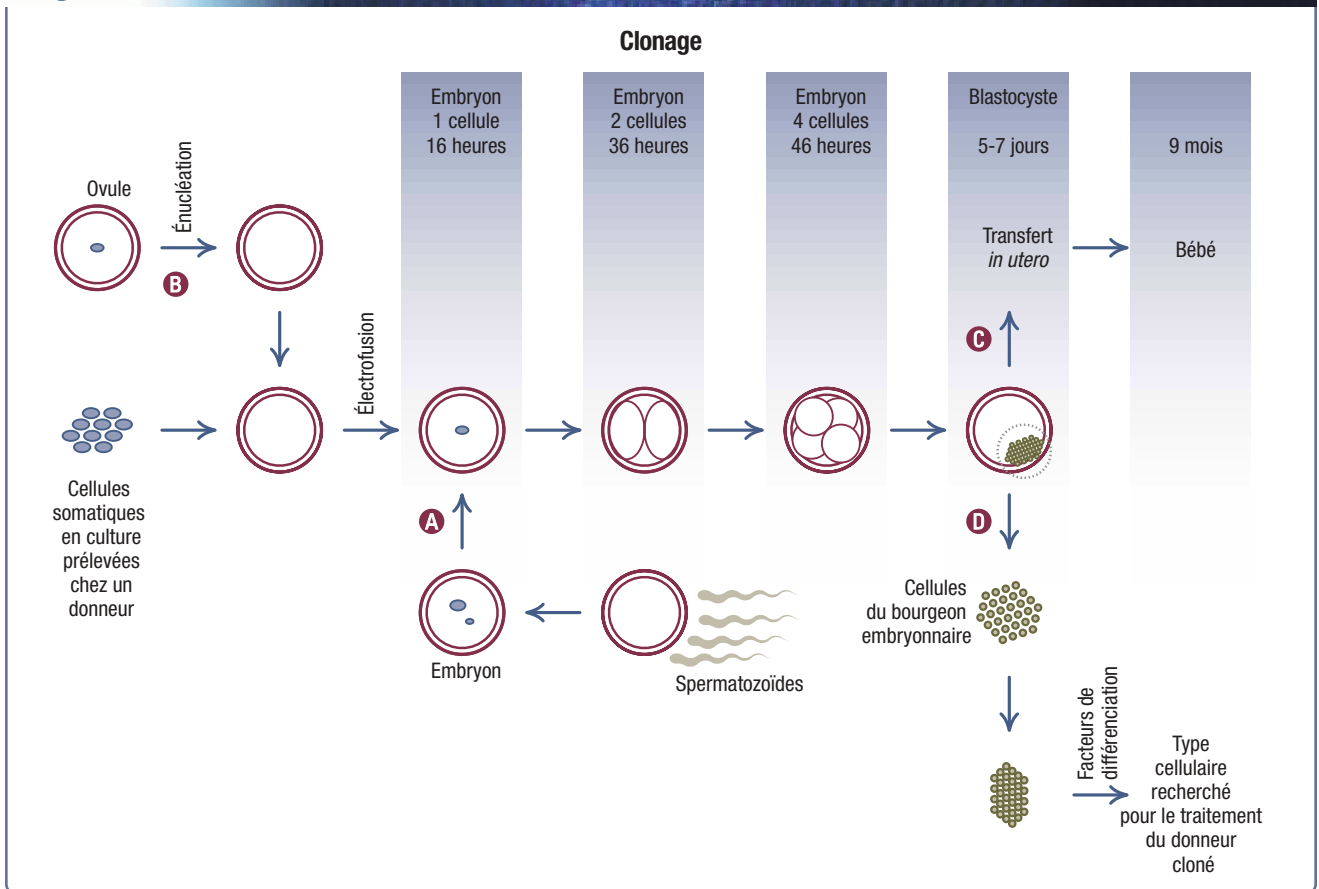 Clonage
Embryon
1 cellule
16 heures
Embryon
2 cellules
36 heures
Embryon
4 cellules
46 heures
Blastocyste
5-7 jours
9 mois
Ovule
Énucléation
B
Transfert
in utero
Bébé
C
Électrofusion
Cellules
somatiques
en culture
prélevées
chez un
donneur
A
D
Embryon
Spermatozoïdes
Cellules
du bourgeon
embryonnaire
Facteurs de
différenciation
Type
cellulaire
recherché
pour le traitement
du donneur
cloné